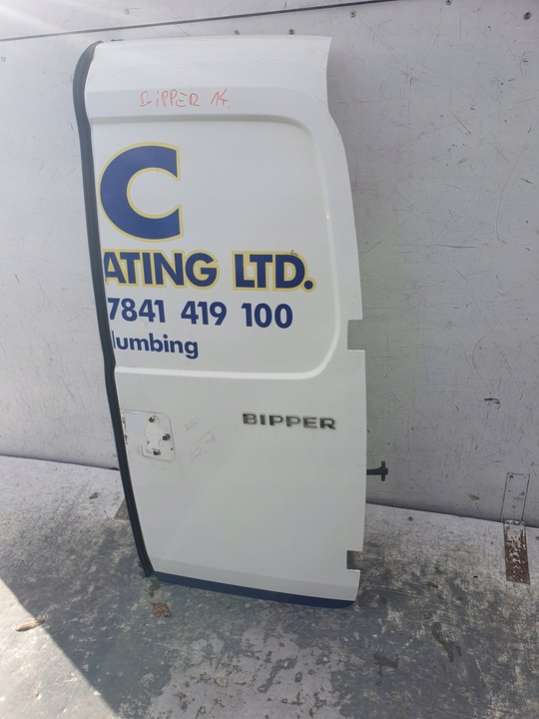 BIPPER 14.
C
ATING LTD.
7841 419 100
lumbing
BIPPER